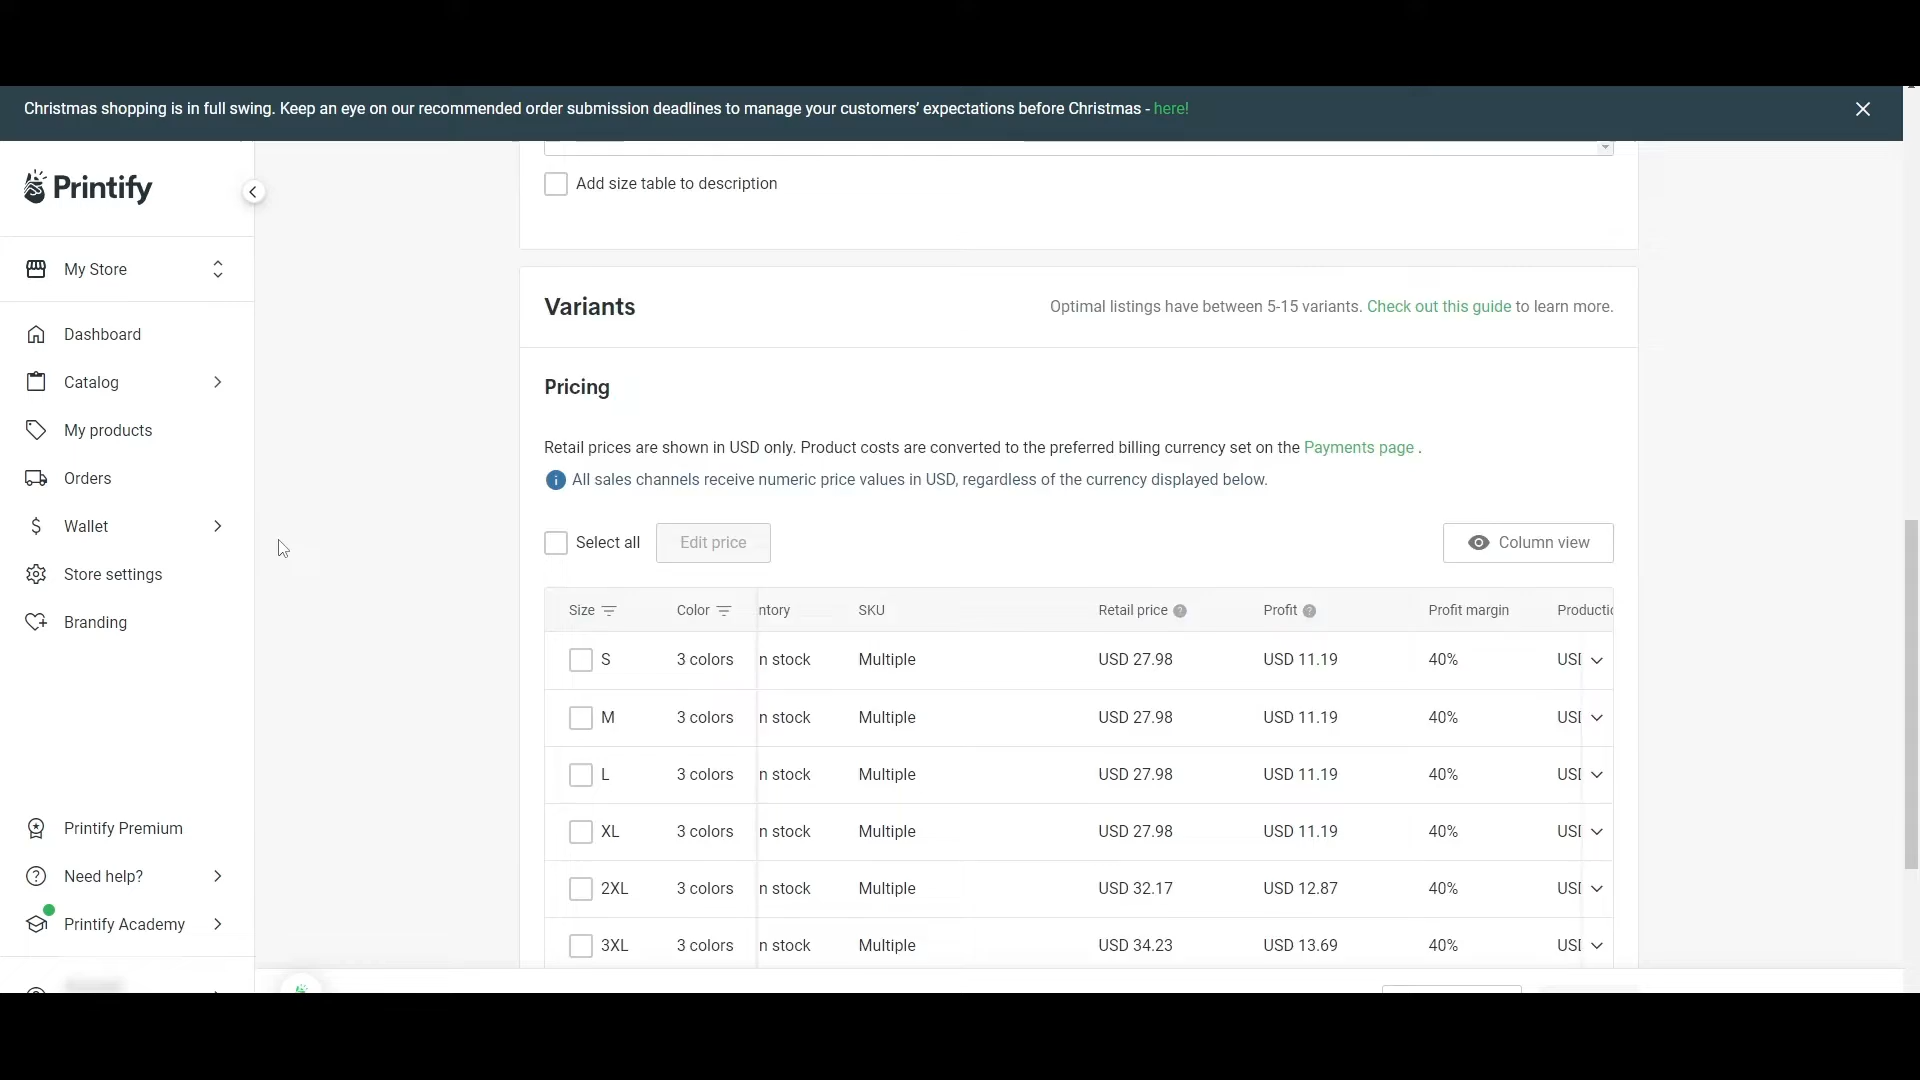 Christmas shopping is in full swing. Keep an eye on our recommended order submission deadlines to manage your customers’ expectations before Christmas - here!
Printify
My Store
Dashboard
Catalog
My products
Orders
Wallet
Store settings
Branding
Printify Premium
Need help?
Printify Academy
Add size table to description
Variants
Optimal listings have between 5-15 variants. Check out this guide to learn more.
Pricing
Retail prices are shown in USD only. Product costs are converted to the preferred billing currency set on the Payments page .
All sales channels receive numeric price values in USD, regardless of the currency displayed below.
Select all Edit price Column view
Size Color ntory SKU Retail price Profit Profit margin Productio
S 3 colors n stock Multiple USD 27.98 USD 11.19 40% USD
M 3 colors n stock Multiple USD 27.98 USD 11.19 40% USD
L 3 colors n stock Multiple USD 27.98 USD 11.19 40% USD
XL 3 colors n stock Multiple USD 27.98 USD 11.19 40% USD
2XL 3 colors n stock Multiple USD 32.17 USD 12.87 40% USD
3XL 3 colors n stock Multiple USD 34.23 USD 13.69 40% USD